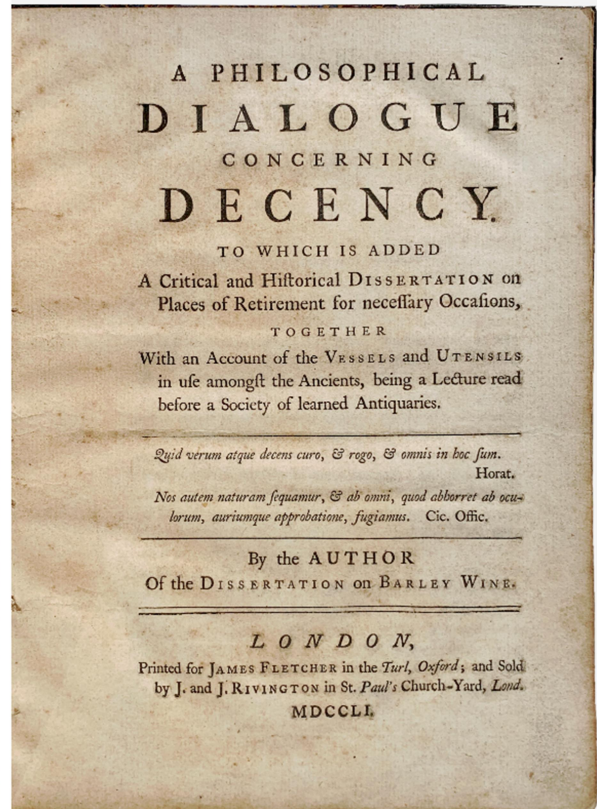 A PHILOSOPHICAL
DIALOGUE
CONCERNING
DECENCY.
TO WHICH IS ADDED
A Critical and Hiſtorical DISSERTATION on
Places of Retirement for neceſſary Occaſions,
TOGETHER
With an Account of the VESSELS and UTENSILS
in uſe amongſt the Ancients, being a Lecture read
before a Society of learned Antiquaries.
Quid verum atque decens curo, & rogo, & omnis in hoc ſum.
Horat.
Nos autem naturam ſequamur, & ab omni, quod abhorret ab ocu-
lorum, auriumque approbatione, fugiamus. Cic. Offic.
By the AUTHOR
Of the DISSERTATION on BARLEY WINE.
LONDON,
Printed for JAMES FLETCHER in the Turl, Oxford; and Sold
by J. and J. RIVINGTON in St. Paul's Church-Yard, Lond.
MDCCLI.